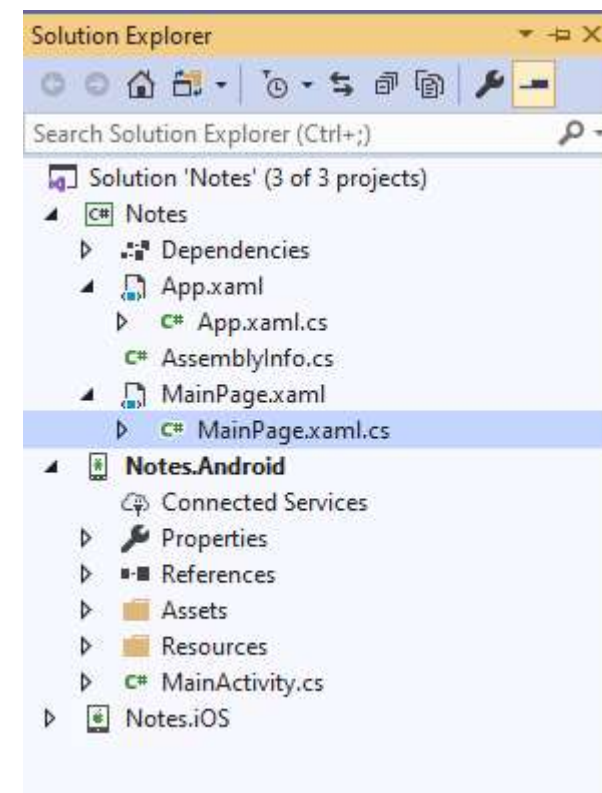 Solution Explorer
Search Solution Explorer (Ctrl+;)
Solution 'Notes' (3 of 3 projects)
C# Notes
Dependencies
App.xaml
C# App.xaml.cs
C# AssemblyInfo.cs
MainPage.xaml
C# MainPage.xaml.cs
Notes.Android
Connected Services
Properties
References
Assets
Resources
C# MainActivity.cs
Notes.iOS